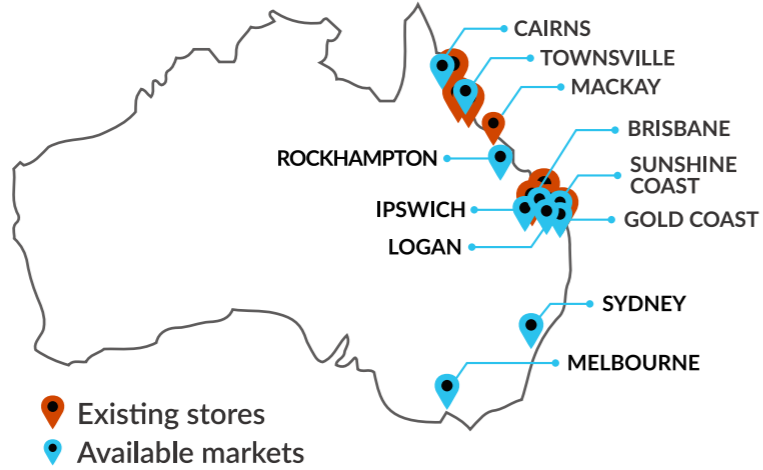 CAIRNS
TOWNSVILLE
MACKAY
BRISBANE
ROCKHAMPTON
SUNSHINE
COAST
IPSWICH
GOLD COAST
LOGAN
SYDNEY
MELBOURNE
Existing stores
Available markets